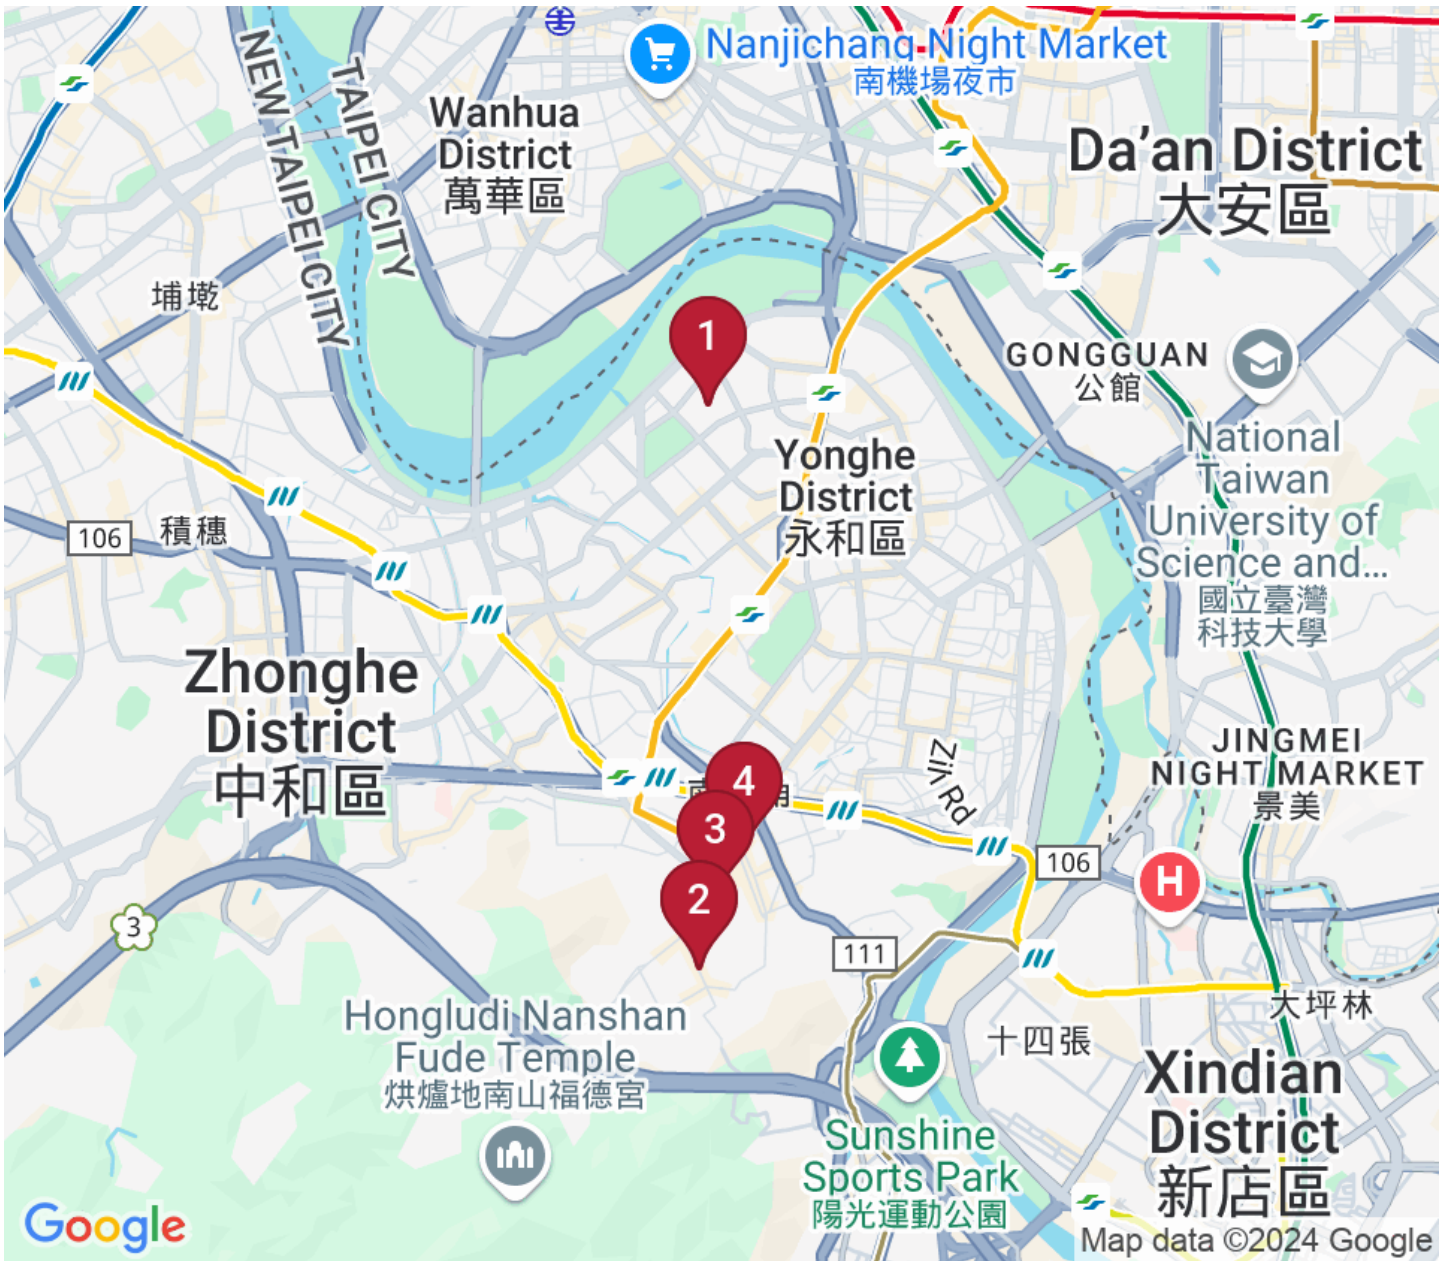 Nanjichang Night Market
南機場夜市
NEW TAIPEI CITY
TAIPEI CITY
Wanhua
District
萬華區
Da’an District
大安區
埔墘
1
GONGGUAN
公館
Yonghe
District
永和區
National
Taiwan
University of
Science and...
國立臺灣
科技大學
106
積穗
Zhonghe
District
中和區
JINGMEI
NIGHT MARKET
景美
Zili Rd
4
3
2
106
H
3
111
大坪林
十四張
Hongludi Nanshan
Fude Temple
烘爐地南山福德宮
Xindian
District
新店區
Sunshine
Sports Park
陽光運動公園
Google
Map data ©2024 Google